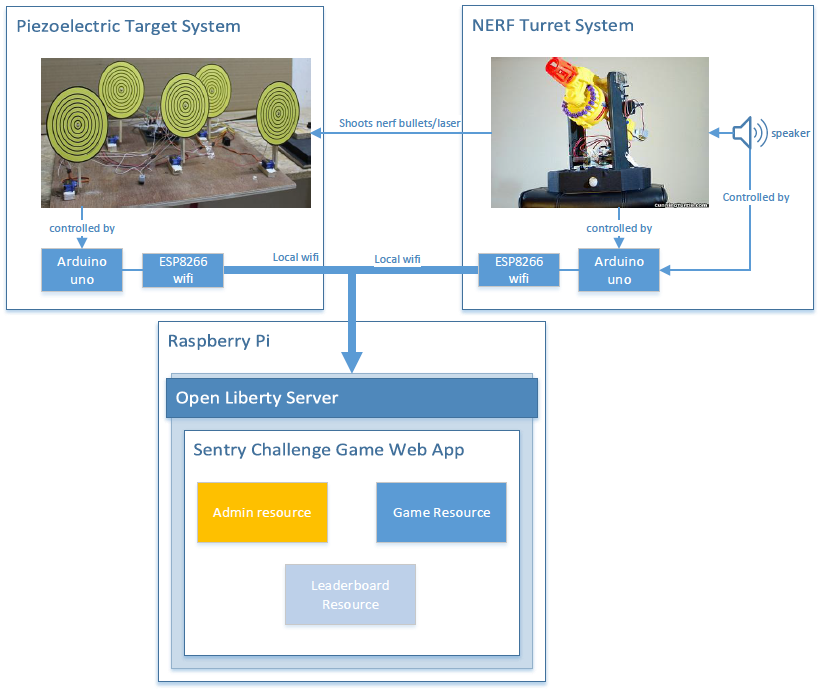 Piezoelectric Target System
NERF Turret System
Shoots nerf bullets/laser
speaker
Controlled by
controlled by
controlled by
Arduino
uno
ESP8266
wifi
Local wifi
Local wifi
ESP8266
wifi
Arduino
uno
Raspberry Pi
Open Liberty Server
Sentry Challenge Game Web App
Admin resource
Game Resource
Leaderboard
Resource